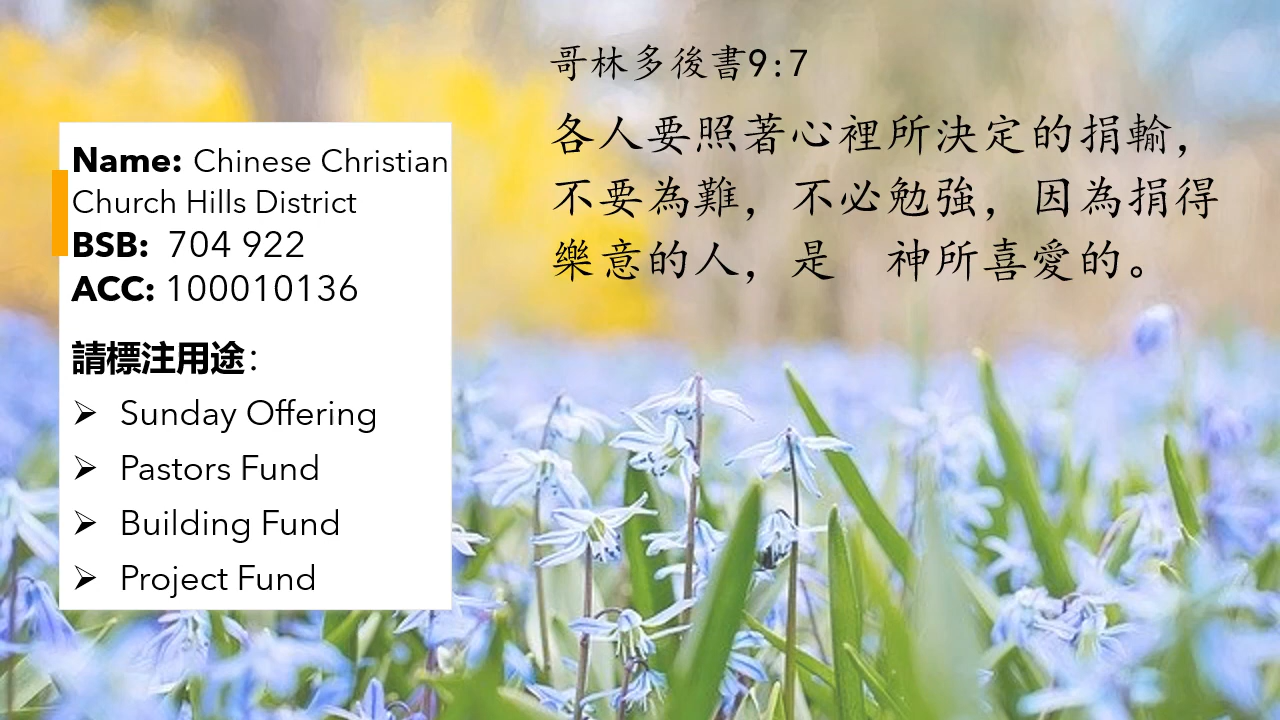 哥林多後書9:7
各人要照著心裡所決定的捐輸，
不要為難，不必勉強，因為捐得
樂意的人，是　神所喜愛的。
Name: Chinese Christian
Church Hills District
BSB: 704 922
ACC: 100010136
請標注用途：
➢ Sunday Offering
➢ Pastors Fund
➢ Building Fund
➢ Project Fund